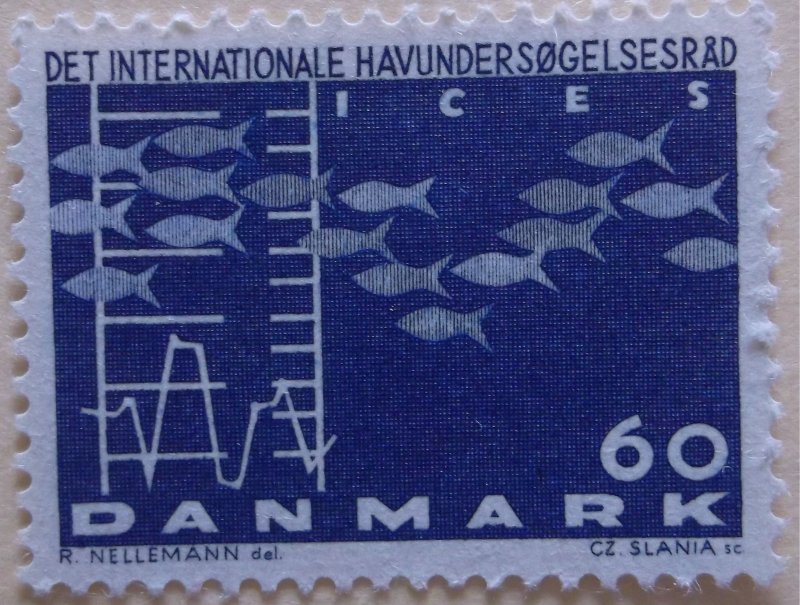 DET INTERNATIONALE HAVUNDERSØGELSESRÅD
I C E S
60
DANMARK
R. NELLEMANN del. CZ. SLANIA sc.